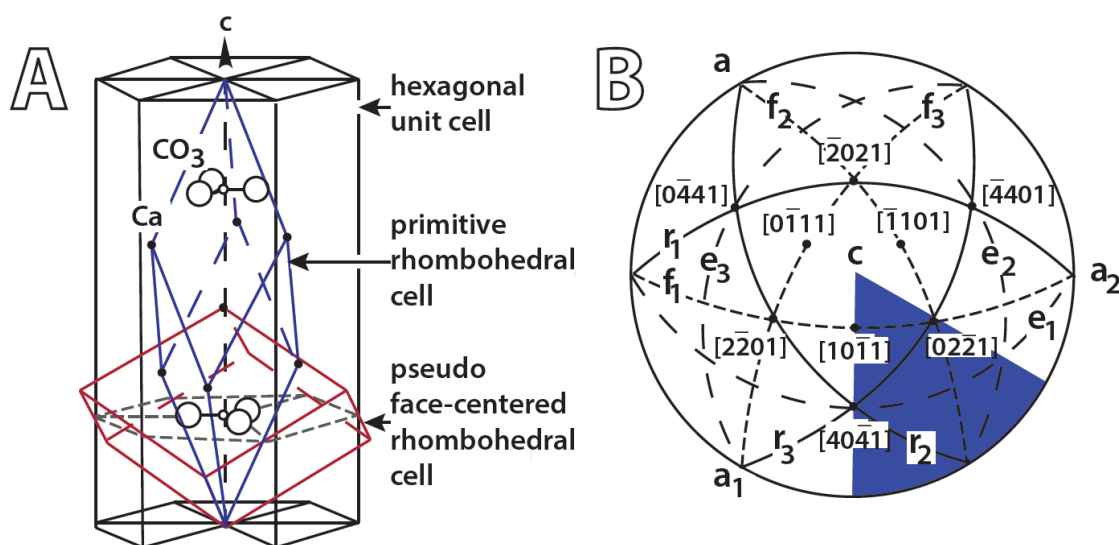 A
c
hexagonal
unit cell
CO₃
Ca
primitive
rhombohedral
cell
pseudo
face-centered
rhombohedral
cell
B
a
f₂
f₃
[2̄021]
[04̄41]
[4̄401]
[01̄11]
[1̄101]
r₁
e₃
c
e₂
a₂
f₁
e₁
[22̄01]
[101̄1]
[022̄1]
[404̄1]
r₃
r₂
a₁